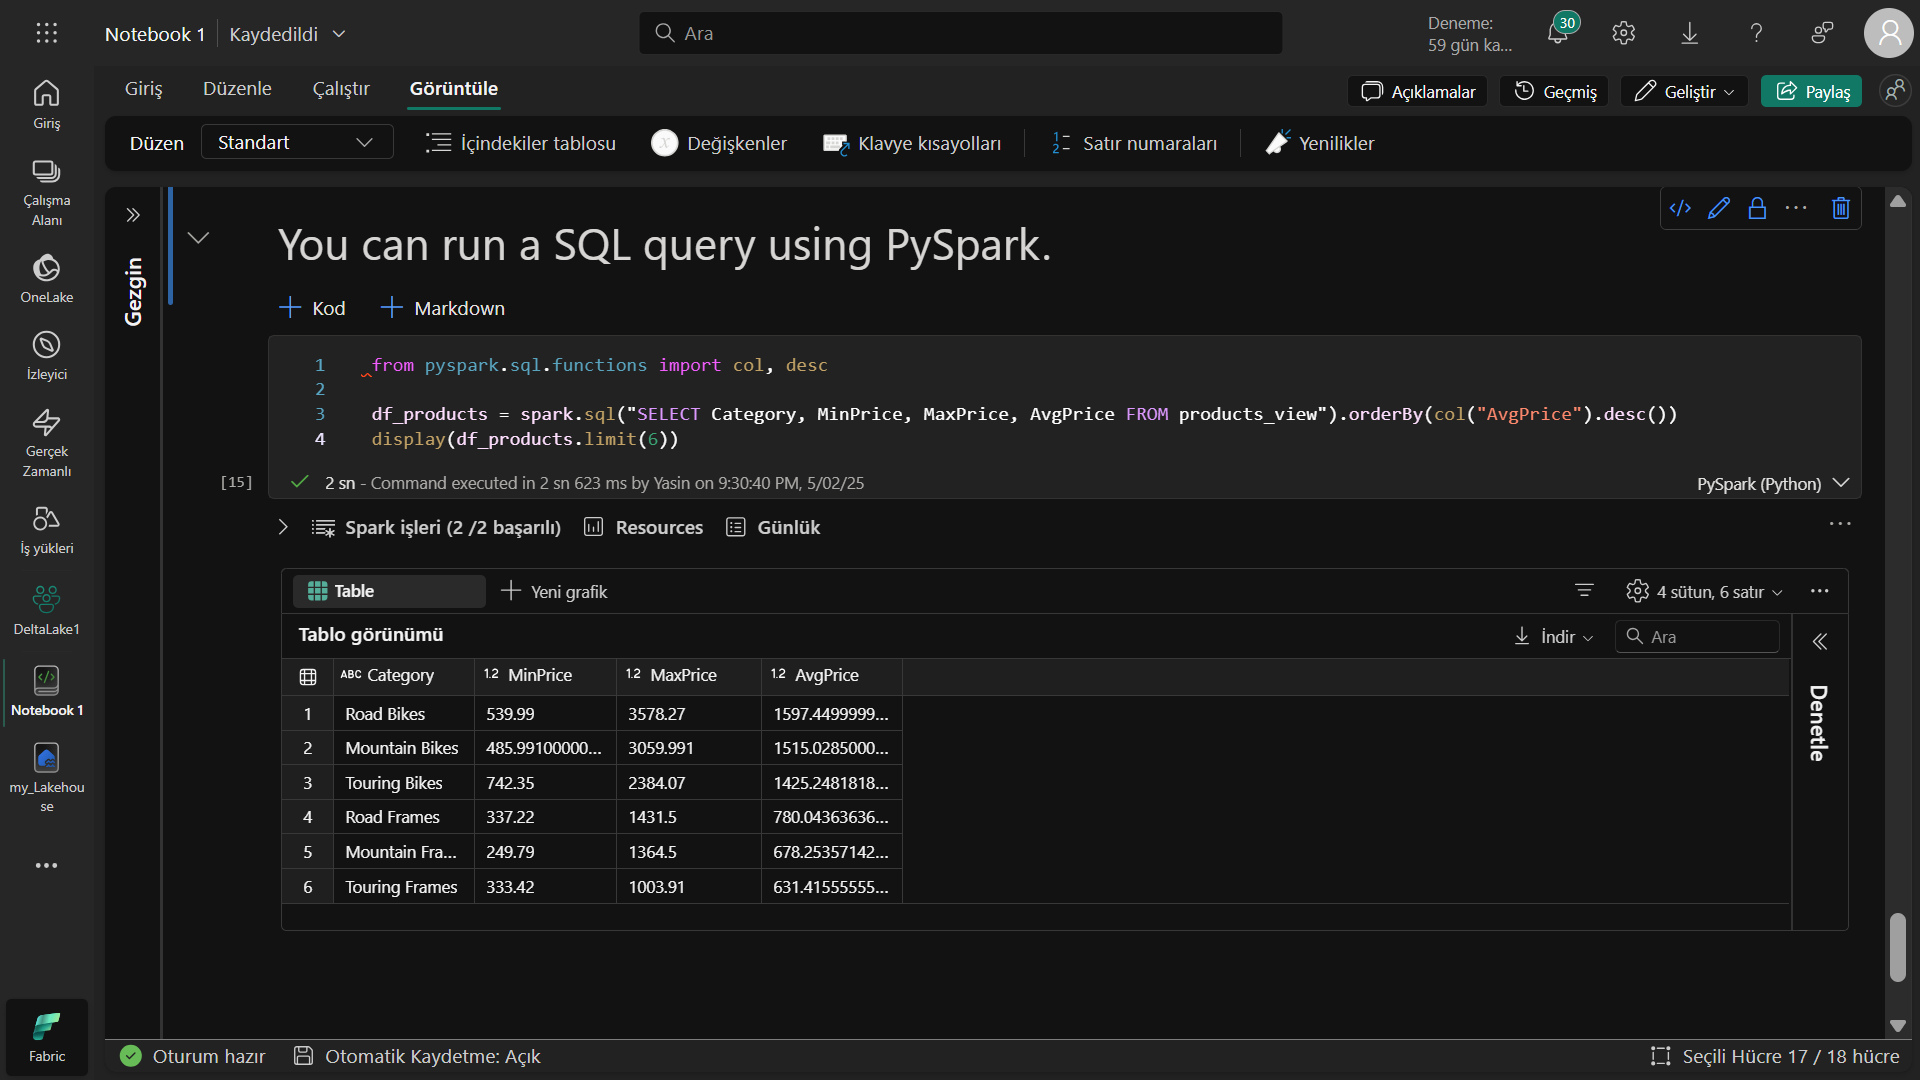 Notebook 1
Kaydedildi
Ara
Deneme:
59 gün ka...
30
Giriş
Düzenle
Çalıştır
Görüntüle
Açıklamalar
Geçmiş
Geliştir
Paylaş
Düzen
Standart
İçindekiler tablosu
Değişkenler
Klavye kısayolları
Satır numaraları
Yenilikler
Giriş
Çalışma
Alanı
OneLake
İzleyici
Gerçek
Zamanlı
İş yükleri
DeltaLake1
Notebook 1
my_Lakehou
se
Fabric
Gezgin
You can run a SQL query using PySpark.
Kod
Markdown
1 from pyspark.sql.functions import col, desc
2
3 df_products = spark.sql("SELECT Category, MinPrice, MaxPrice, AvgPrice FROM products_view").orderBy(col("AvgPrice").desc())
4 display(df_products.limit(6))
[15]
2 sn - Command executed in 2 sn 623 ms by Yasin on 9:30:40 PM, 5/02/25
PySpark (Python)
Spark işleri (2 /2 başarılı)
Resources
Günlük
Table
Yeni grafik
4 sütun, 6 satır
Tablo görünümü
İndir
Ara
Denetle
ABC Category 1.2 MinPrice 1.2 MaxPrice 1.2 AvgPrice
1 Road Bikes 539.99 3578.27 1597.4499999...
2 Mountain Bikes 485.99100000... 3059.991 1515.0285000...
3 Touring Bikes 742.35 2384.07 1425.2481818...
4 Road Frames 337.22 1431.5 780.04363636...
5 Mountain Fra... 249.79 1364.5 678.25357142...
6 Touring Frames 333.42 1003.91 631.41555555...
Oturum hazır
Otomatik Kaydetme: Açık
Seçili Hücre 17 / 18 hücre